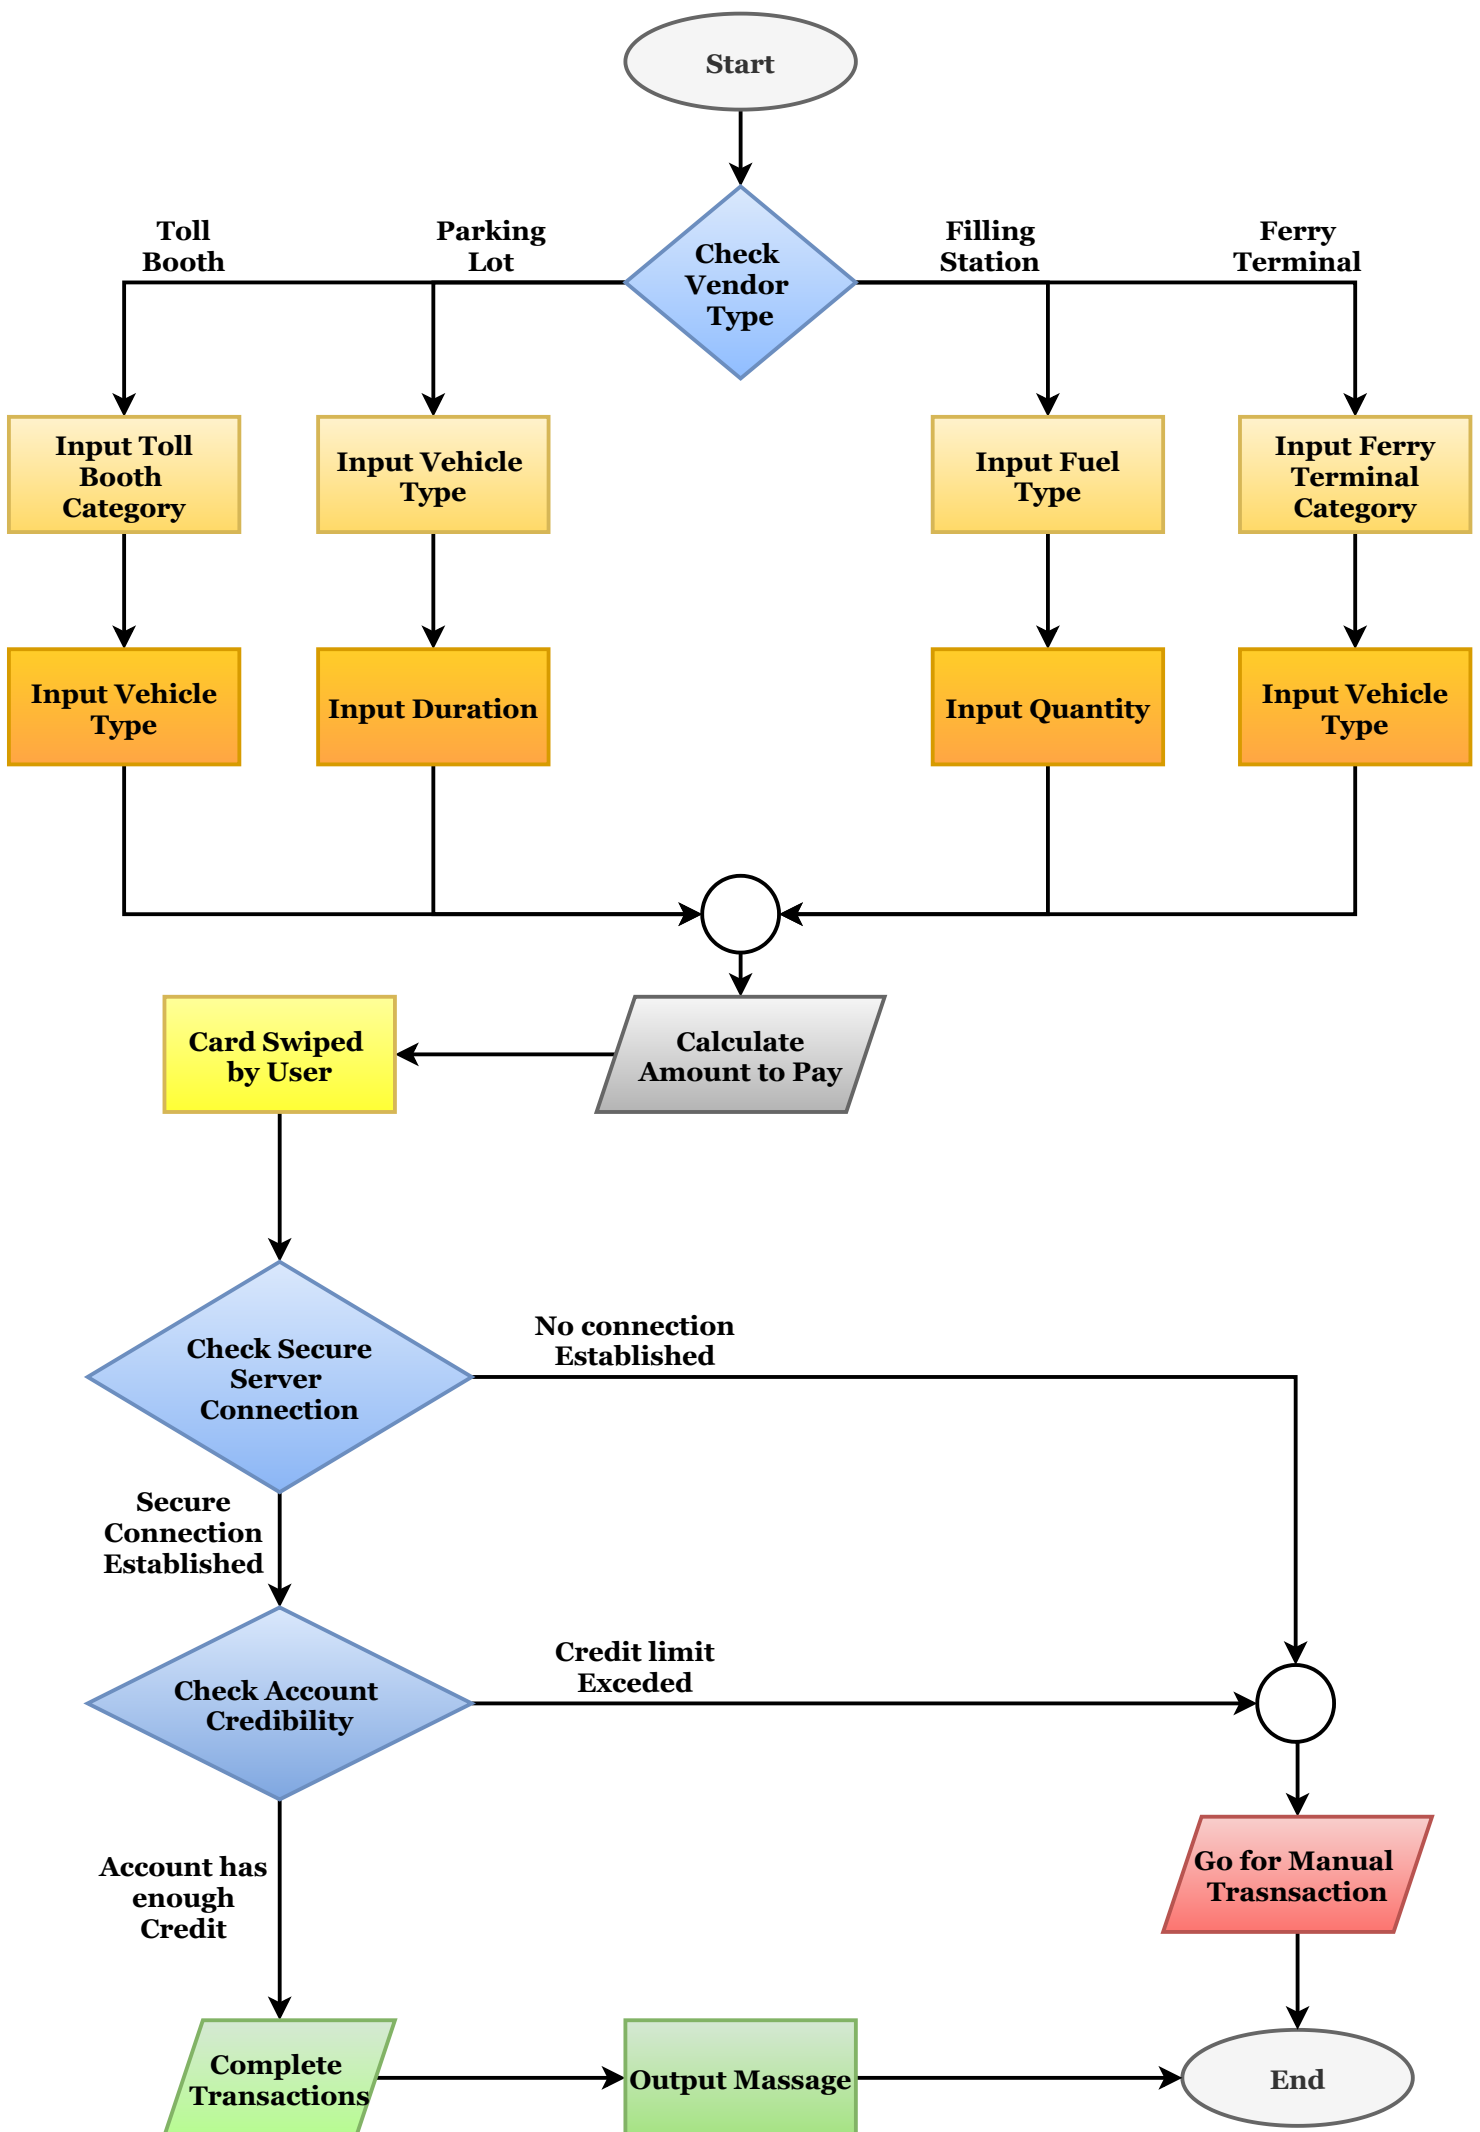 Start
Check
Vendor
Type
Toll
Booth
Parking
Lot
Filling
Station
Ferry
Terminal
Input Toll
Booth
Category
Input Vehicle
Type
Input Fuel
Type
Input Ferry
Terminal
Category
Input Vehicle
Type
Input Duration
Input Quantity
Input Vehicle
Type
Calculate
Amount to Pay
Card Swiped
by User
Check Secure
Server
Connection
No connection
Established
Secure
Connection
Established
Check Account
Credibility
Credit limit
Exceded
Account has
enough
Credit
Go for Manual
Trasnsaction
Complete
Transactions
Output Massage
End